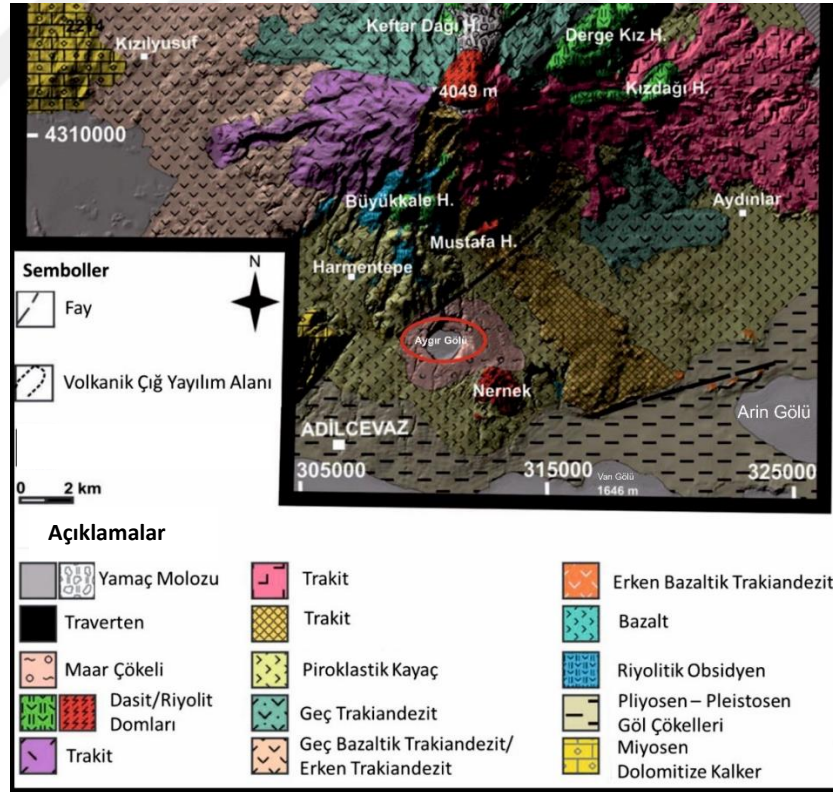 2214
Kızılyusuf
Keftar Dağı H.
Derge Kız H.
4049 m
Kızdağı H.
4310000
Büyükkale H.
Aydınlar
Mustafa H.
Harmentepe
N
Semboller
Fay
Aygır Gölü
Volkanik Çığ Yayılım Alanı
Nernek
Arin Gölü
ADİLCEVAZ
305000
315000
325000
Van Gölü
1646 m
0 2 km
Açıklamalar
Yamaç Molozu
Traverten
Maar Çökeli
Dasit/Riyolit
Domları
Trakit
Trakit
Trakit
Piroklastik Kayaç
Geç Trakiandezit
Geç Bazaltik Trakiandezit/
Erken Trakiandezit
Erken Bazaltik Trakiandezit
Bazalt
Riyolitik Obsidyen
Pliyosen – Pleistosen
Göl Çökelleri
Miyosen
Dolomitize Kalker